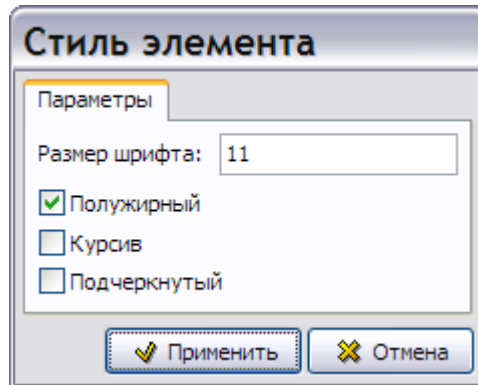 Стиль элемента
Параметры
Размер шрифта: 11
Полужирный
Курсив
Подчеркнутый
Применить Отмена